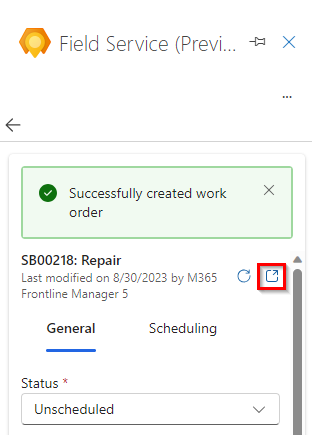 Field Service (Previ...
...
Successfully created work
order
SB00218: Repair
Last modified on 8/30/2023 by M365
Frontline Manager 5
General Scheduling
Status *
Unscheduled